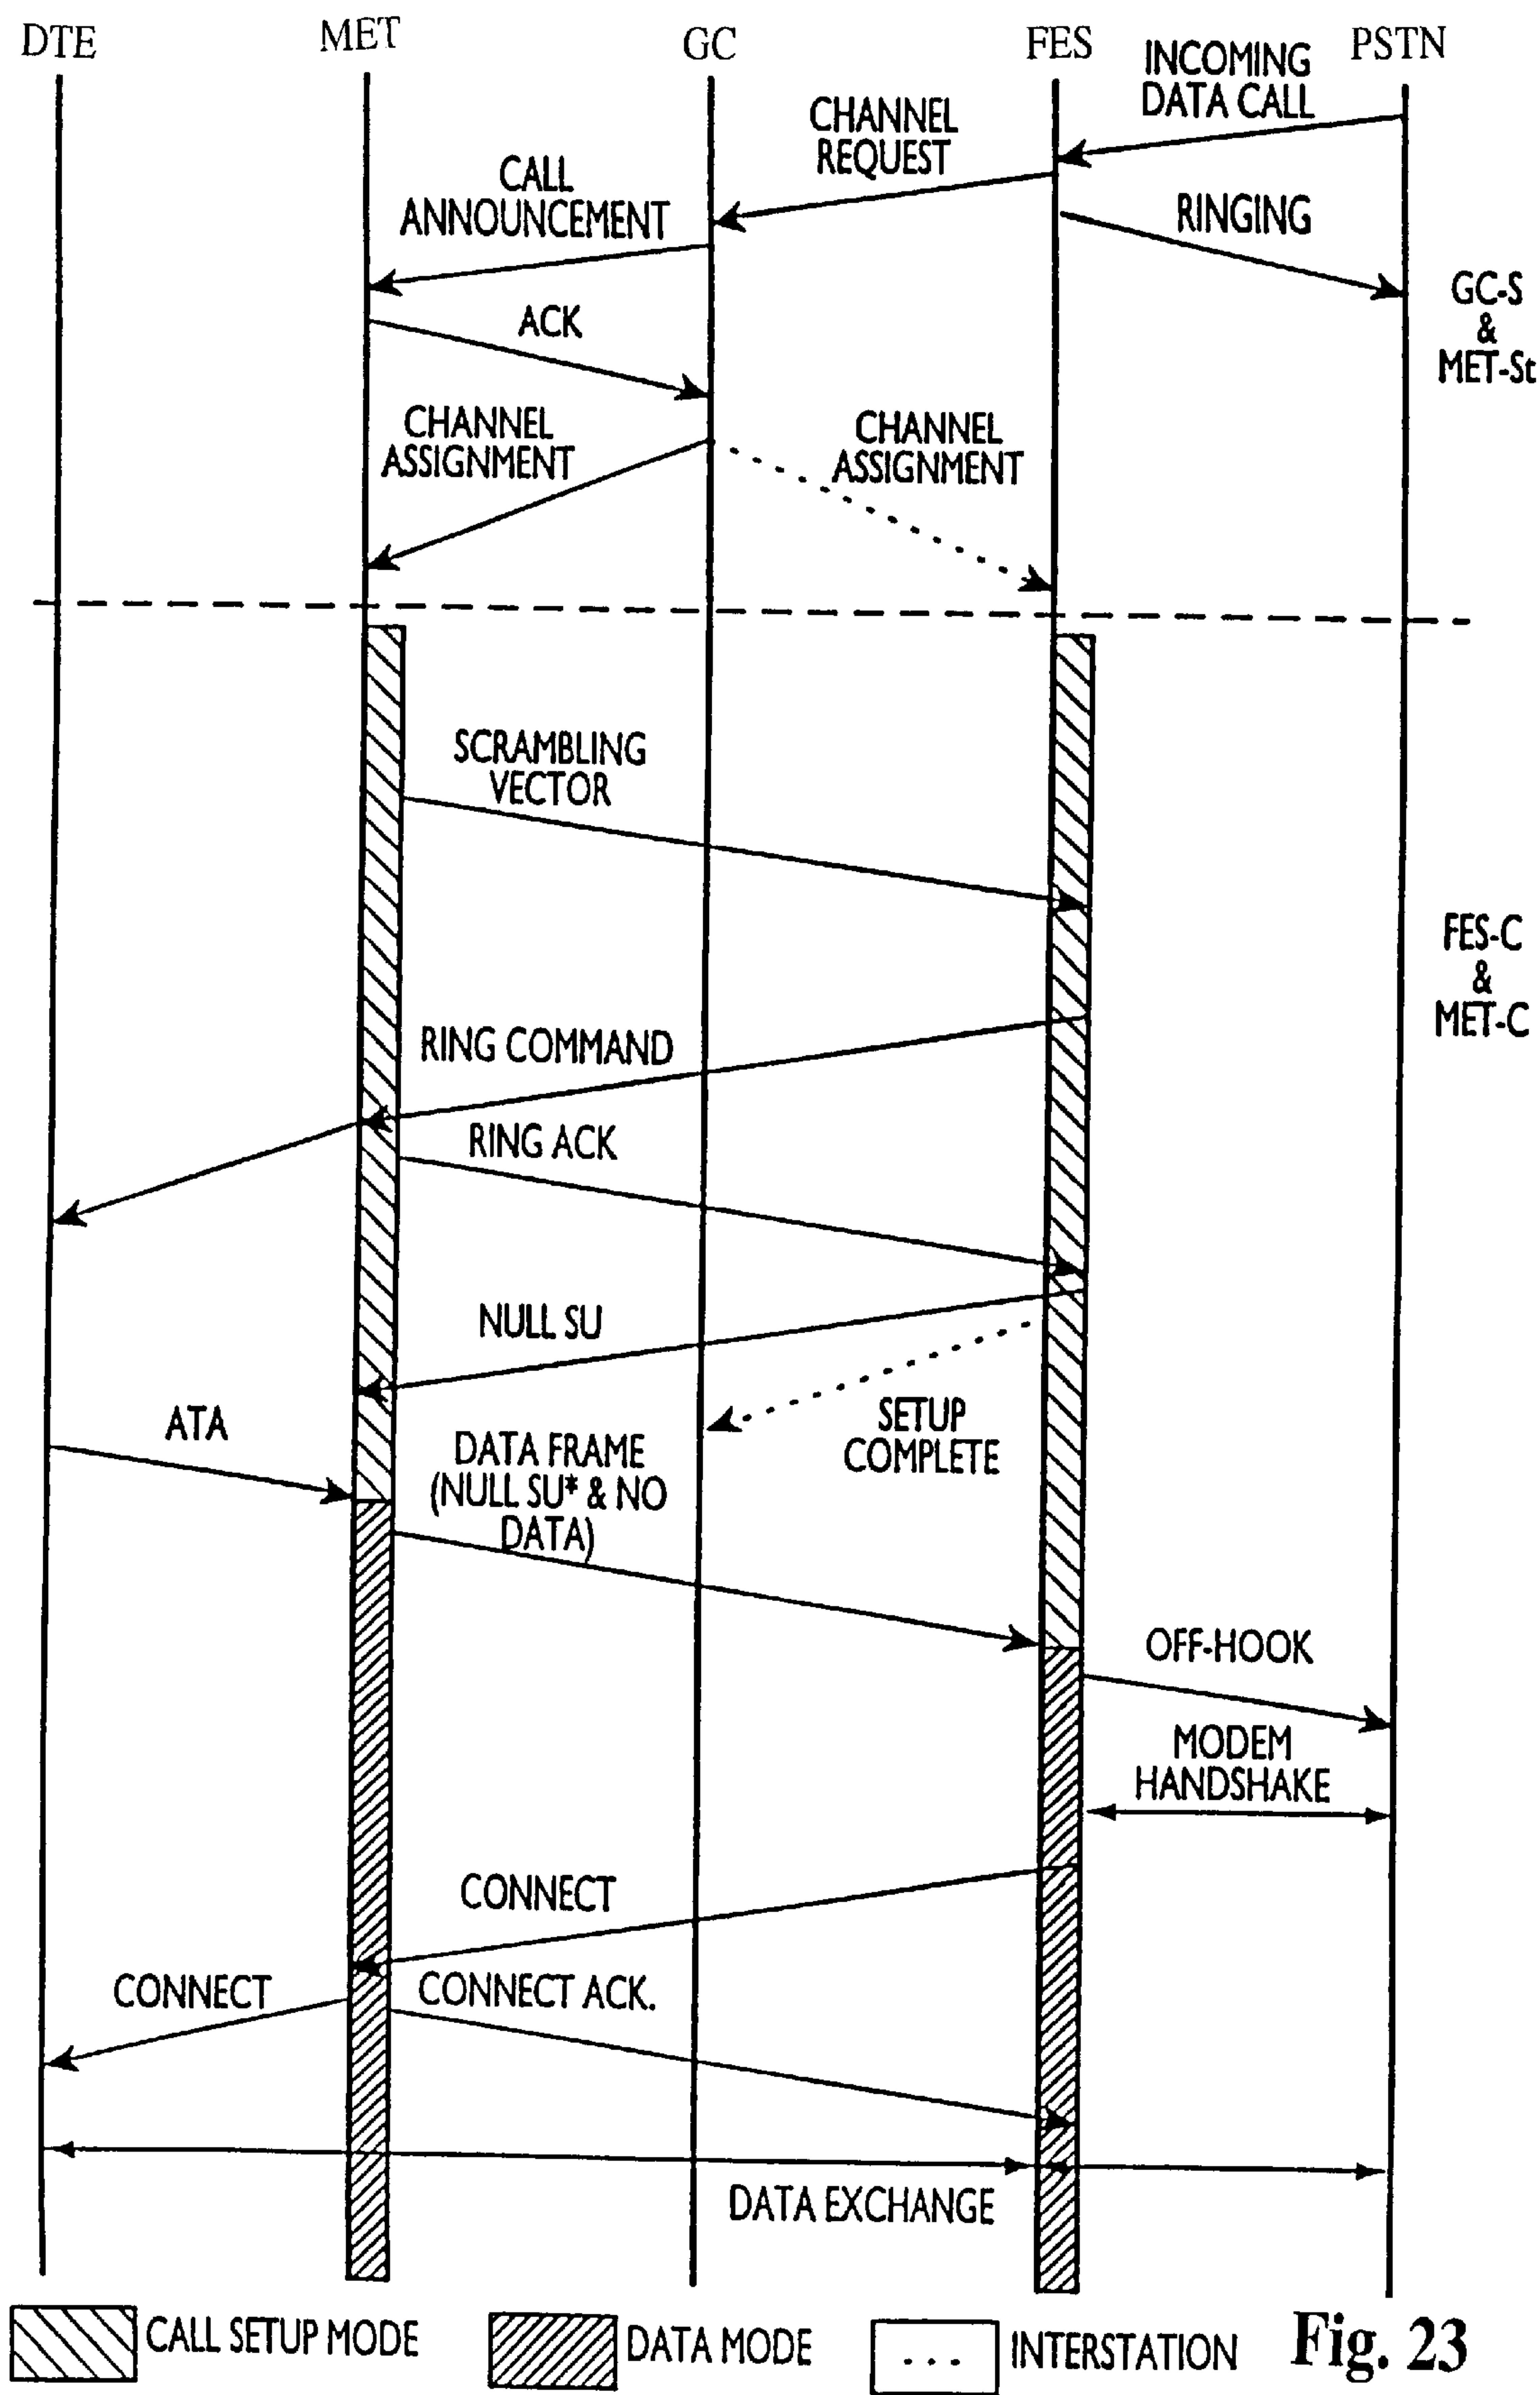 DTE
MET
GC
FES
PSTN
INCOMING
DATA CALL
CHANNEL
REQUEST
CALL
ANNOUNCEMENT
RINGING
GC-S
&
MET-St
ACK
CHANNEL
ASSIGNMENT
CHANNEL
ASSIGNMENT
SCRAMBLING
VECTOR
FES-C
&
MET-C
RING COMMAND
RING ACK
NULL SU
SETUP
COMPLETE
ATA
DATA FRAME
(NULL SU* & NO
DATA)
OFF-HOOK
MODEM
HANDSHAKE
CONNECT
CONNECT
CONNECT ACK.
DATA EXCHANGE
CALL SETUP MODE
DATA MODE
INTERSTATION
Fig. 23